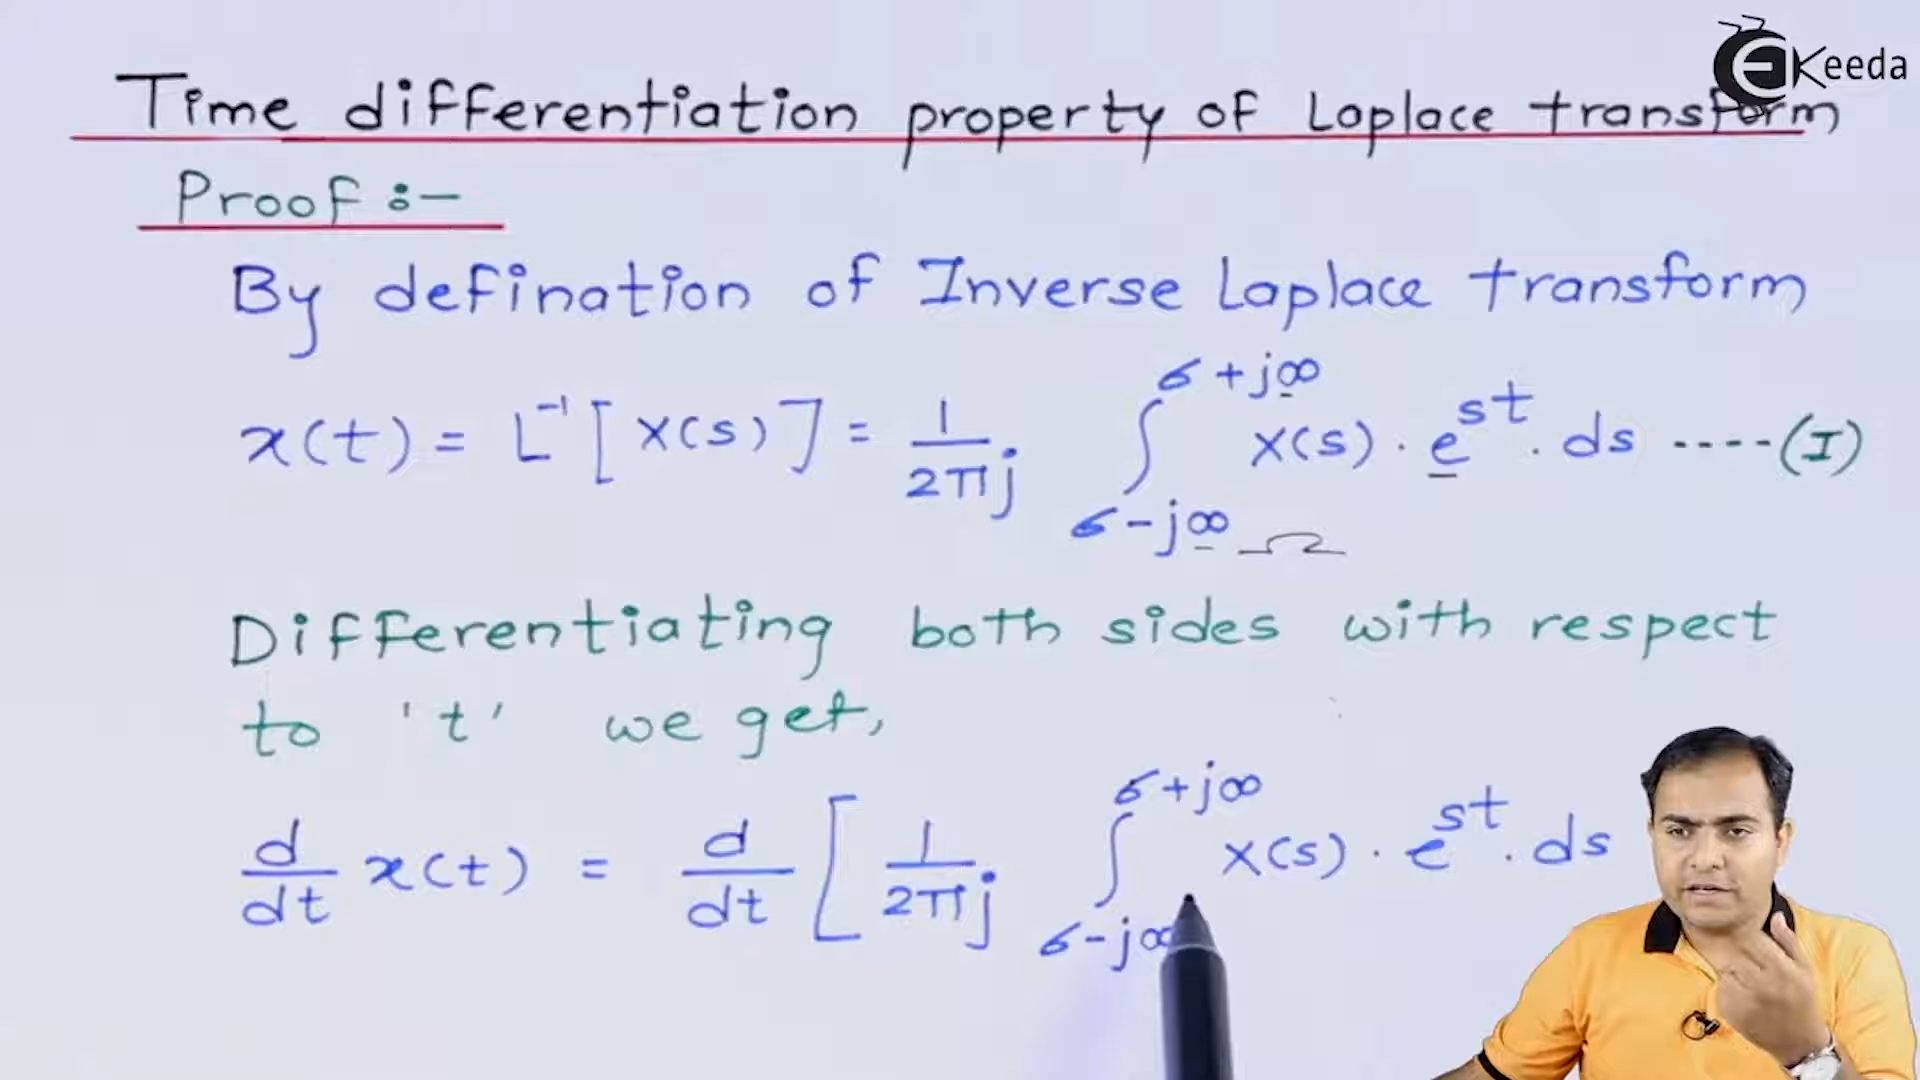 EKeeda
Time differentiation property of Laplace transform
Proof :-
By defination of Inverse Laplace transform
x(t) = L⁻¹[X(s)] = 1/2πj ∫_{σ-j∞}^{σ+j∞} X(s) . e^{st} . ds ----(I)
Differentiating both sides with respect
to 't' we get,
d/dt x(t) = d/dt [ 1/2πj ∫_{σ-j∞}^{σ+j∞} X(s) . e^{st} . ds